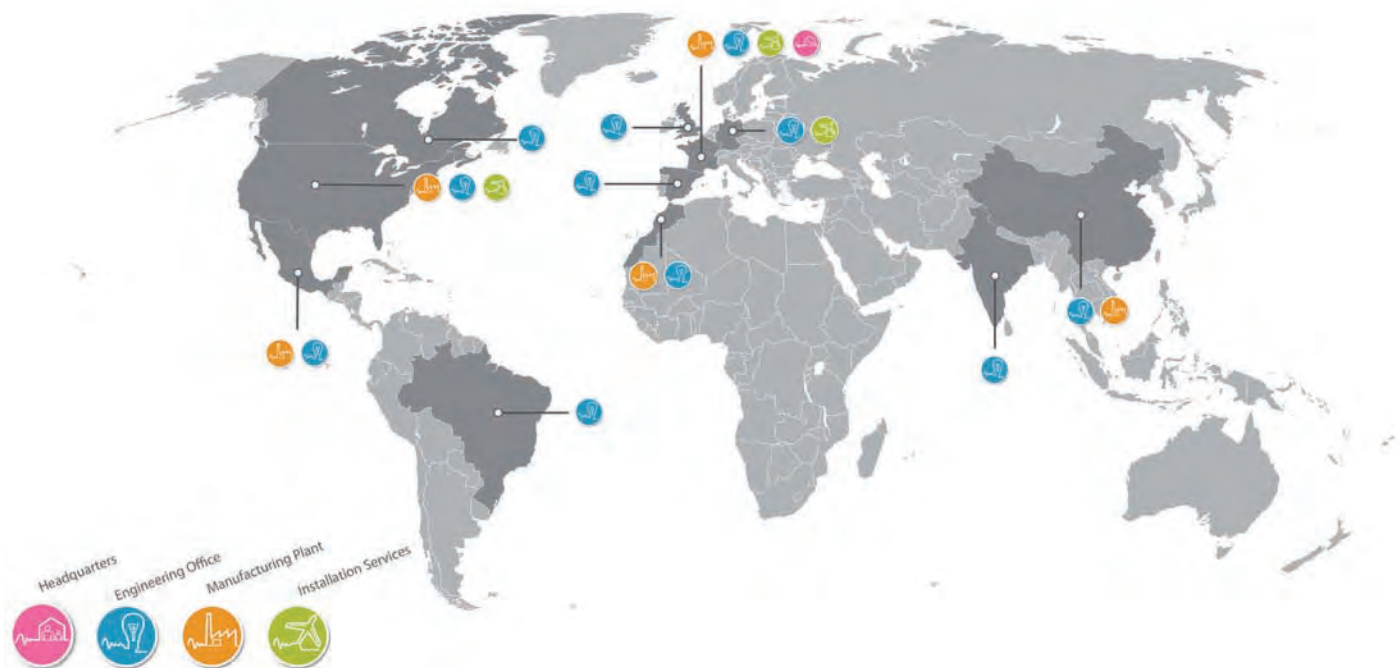 Headquarters
Engineering Office
Manufacturing Plant
Installation Services